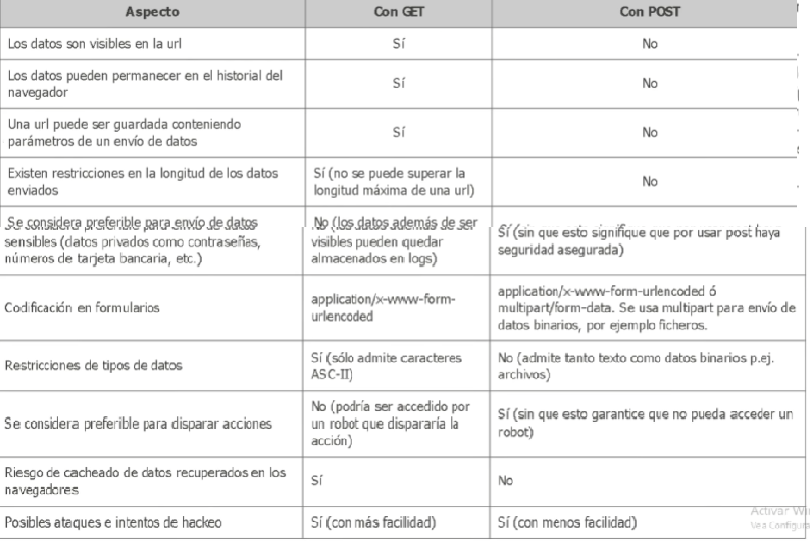 Aspecto Con GET Con POST
Los datos son visibles en la url Sí No
Los datos pueden permanecer en el historial del
navegador Sí No
Una url puede ser guardada conteniendo
parámetros de un envío de datos Sí No
Existen restricciones en la longitud de los datos
enviados
Sí (no se puede superar la
longitud máxima de una url)
No
Se considera preferible para envío de datos
sensibles (datos privados como contraseñas,
números de tarjeta bancaria, etc.)
No (los datos además de ser
visibles pueden quedar
almacenados en logs)
Sí (sin que esto signifique que por usar post haya
seguridad asegurada)
Codificación en formularios
application/x-www-form-
urlencoded
application/x-www-form-urlencoded ó
multipart/form-data. Se usa multipart para envío de
datos binarios, por ejemplo ficheros.
Restricciones de tipos de datos
Sí (sólo admite caracteres
ASC-II)
No (admite tanto texto como datos binarios p.ej.
archivos)
Se considera preferible para disparar acciones
No (podría ser accedido por
un robot que dispararía la
acción)
Sí (sin que esto garantice que no pueda acceder un
robot)
Riesgo de cacheado de datos recuperados en los
navegadores
Sí
No
Posibles ataques e intentos de hackeo
Sí (con más facilidad)
Sí (con menos facilidad)
Activar Wi
Vea Configura